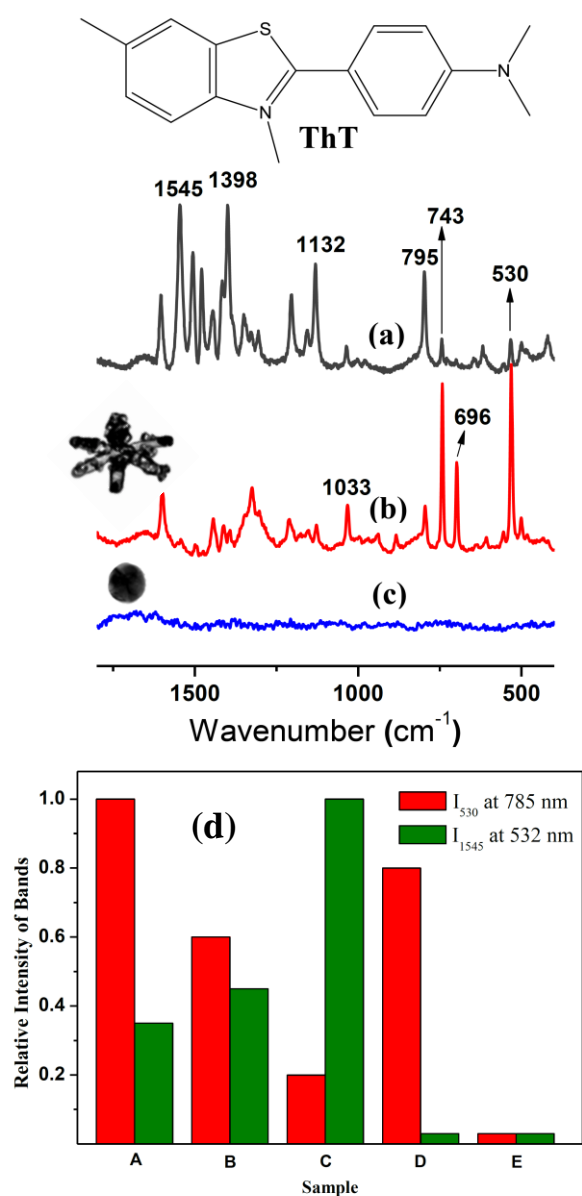 S
N
N
ThT
1545
1398
1132
795
743
530
(a)
1033
(b)
696
(c)
1500
1000
500
Wavenumber (cm⁻¹)
(d)
I₅₃₀ at 785 nm
I₁₅₄₅ at 532 nm
Relative Intensity of Bands
1.0
0.8
0.6
0.4
0.2
A
B
C
D
E
Sample